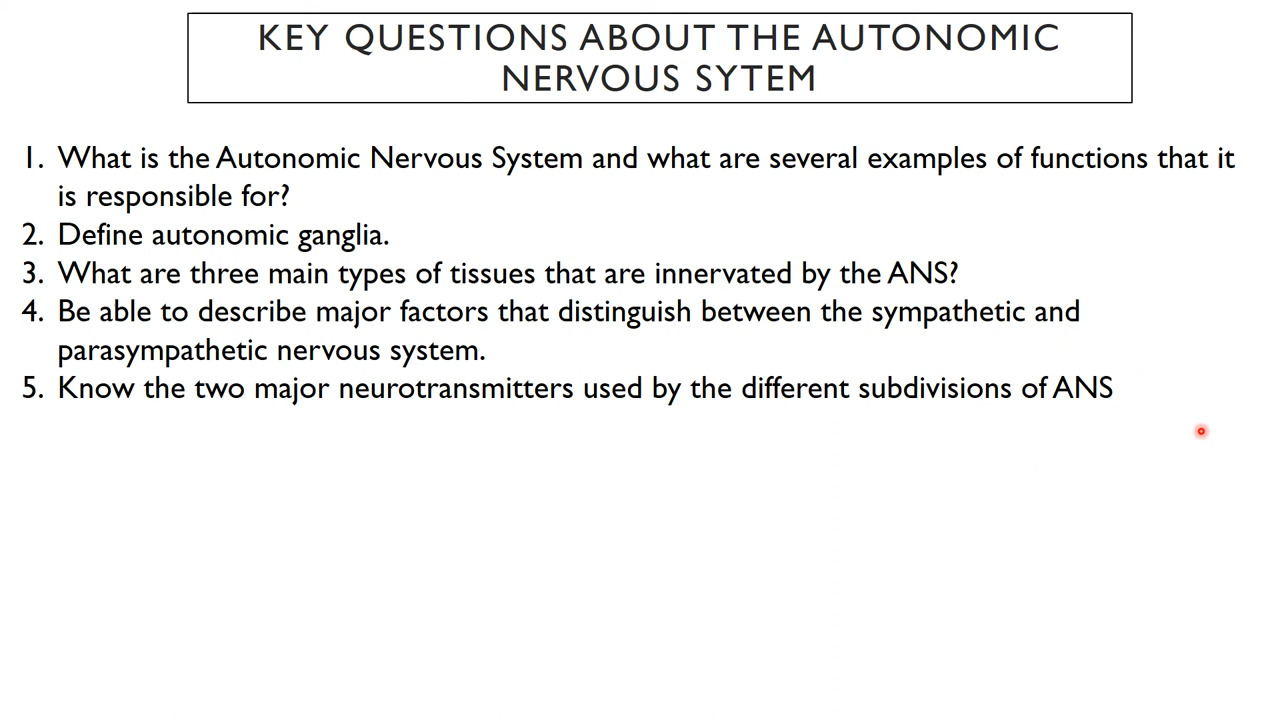 KEY QUESTIONS ABOUT THE AUTONOMIC
NERVOUS SYTEM
1. What is the Autonomic Nervous System and what are several examples of functions that it
is responsible for?
2. Define autonomic ganglia.
3. What are three main types of tissues that are innervated by the ANS?
4. Be able to describe major factors that distinguish between the sympathetic and
parasympathetic nervous system.
5. Know the two major neurotransmitters used by the different subdivisions of ANS